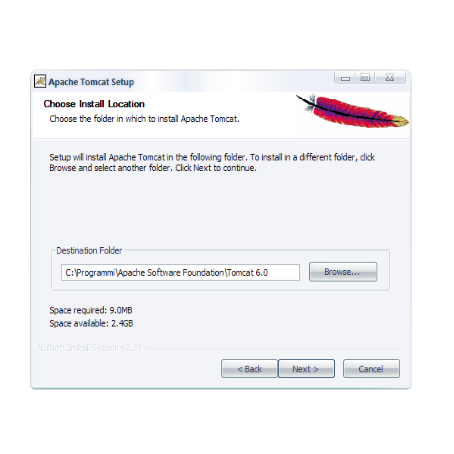 Apache Tomcat Setup
Choose Install Location
Choose the folder in which to install Apache Tomcat.
Setup will install Apache Tomcat in the following folder. To install in a different folder, click
Browse and select another folder. Click Next to continue.
Destination Folder
C:\Programmi\Apache Software Foundation\Tomcat 6.0
Browse...
Space required: 9.0MB
Space available: 2.4GB
Nullsoft Install System v2.37
< Back
Next >
Cancel